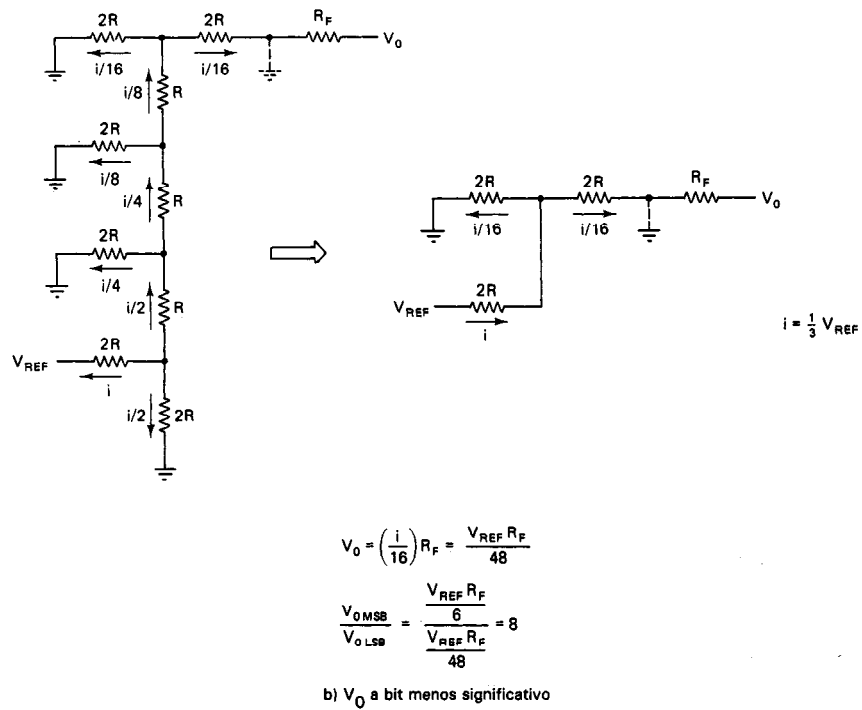 2R 2R R_F
V_0
i/16 i/16
i/8 R
2R
i/8
i/4 R
2R
i/4
i/2 R
2R
V_REF
i
i/2 2R
2R 2R R_F
V_0
i/16 i/16
2R
V_REF
i
i = 1/3 V_REF
V_0 = (i/16) R_F = V_REF R_F / 48
V_0 MSB / V_0 LSB = (V_REF R_F / 6) / (V_REF R_F / 48) = 8
b) V_0 a bit menos significativo